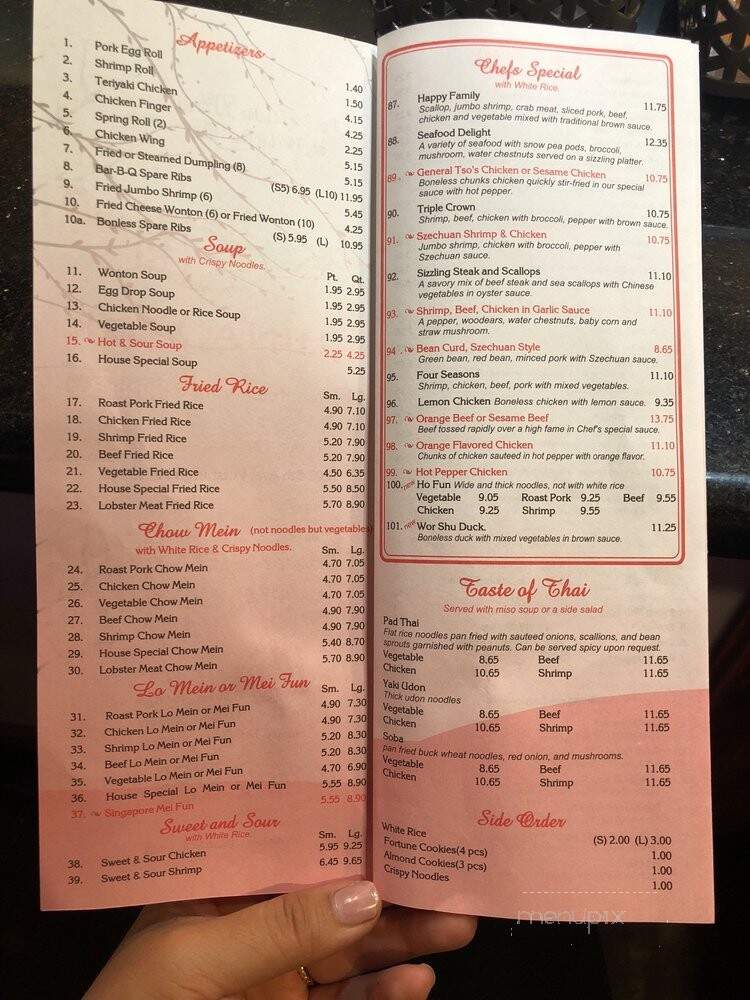 Appetizers
1. Pork Egg Roll 1.40
2. Shrimp Roll 1.50
3. Teriyaki Chicken 4.15
4. Chicken Finger 4.25
5. Spring Roll (2) 2.25
6. Chicken Wing 5.15
7. Fried or Steamed Dumpling (8) 5.15
8. Bar-B-Q Spare Ribs (S5) 6.95 (L10) 11.95
9. Fried Jumbo Shrimp (6) 5.45
10. Fried Cheese Wonton (6) or Fried Wonton (10) 4.25
10a. Bonless Spare Ribs (S) 5.95 (L) 10.95
Soup
with Crispy Noodles.
Pt. Qt.
11. Wonton Soup 1.95 2.95
12. Egg Drop Soup 1.95 2.95
13. Chicken Noodle or Rice Soup 1.95 2.95
14. Vegetable Soup 1.95 2.95
15. Hot & Sour Soup 2.25 4.25
16. House Special Soup 5.25
Fried Rice
Sm. Lg.
17. Roast Pork Fried Rice 4.90 7.10
18. Chicken Fried Rice 4.90 7.10
19. Shrimp Fried Rice 5.20 7.90
20. Beef Fried Rice 5.20 7.90
21. Vegetable Fried Rice 4.50 6.35
22. House Special Fried Rice 5.50 8.50
23. Lobster Meat Fried Rice 5.70 8.90
Chow Mein (not noodles but vegetables)
with White Rice & Crispy Noodles. Sm. Lg.
24. Roast Pork Chow Mein 4.70 7.05
25. Chicken Chow Mein 4.70 7.05
26. Vegetable Chow Mein 4.70 7.05
27. Beef Chow Mein 4.90 7.90
28. Shrimp Chow Mein 4.90 7.90
29. House Special Chow Mein 5.40 8.70
30. Lobster Meat Chow Mein 5.70 8.90
Lo Mein or Mei Fun Sm. Lg.
31. Roast Pork Lo Mein or Mei Fun 4.90 7.30
32. Chicken Lo Mein or Mei Fun 4.90 7.30
33. Shrimp Lo Mein or Mei Fun 5.20 8.30
34. Beef Lo Mein or Mei Fun 5.20 8.30
35. Vegetable Lo Mein or Mei Fun 4.70 6.90
36. House Special Lo Mein or Mei Fun 5.55 8.90
37. Singapore Mei Fun 5.55 8.90
Sweet and Sour
with White Rice. Sm. Lg.
38. Sweet & Sour Chicken 5.95 9.25
39. Sweet & Sour Shrimp 6.45 9.65
Chefs Special
with White Rice.
87. Happy Family 11.75
Scallop, jumbo shrimp, crab meat, sliced pork, beef,
chicken and vegetable mixed with traditional brown sauce.
88. Seafood Delight 12.35
A variety of seafood with snow pea pods, broccoli,
mushroom, water chestnuts served on a sizzling platter.
89. General Tso's Chicken or Sesame Chicken 10.75
Boneless chunks chicken quickly stir-fried in our special
sauce with hot pepper.
90. Triple Crown 10.75
Shrimp, beef, chicken with broccoli, pepper with brown sauce.
91. Szechuan Shrimp & Chicken 10.75
Jumbo shrimp, chicken with broccoli, pepper with
Szechuan sauce.
92. Sizzling Steak and Scallops 11.10
A savory mix of beef steak and sea scallops with Chinese
vegetables in oyster sauce.
93. Shrimp, Beef, Chicken in Garlic Sauce 11.10
A pepper, woodears, water chestnuts, baby corn and
straw mushroom.
94. Bean Curd, Szechuan Style 8.65
Green bean, red bean, minced pork with Szechuan sauce.
95. Four Seasons 11.10
Shrimp, chicken, beef, pork with mixed vegetables.
96. Lemon Chicken Boneless chicken with lemon sauce. 9.35
97. Orange Beef or Sesame Beef 13.75
Beef tossed rapidly over a high fame in Chef's special sauce.
98. Orange Flavored Chicken 11.10
Chunks of chicken sauteed in hot pepper with orange flavor.
99. Hot Pepper Chicken 10.75
100. new Ho Fun Wide and thick noodles, not with white rice
Vegetable 9.05 Roast Pork 9.25 Beef 9.55
Chicken 9.25 Shrimp 9.55
101. new Wor Shu Duck. 11.25
Boneless duck with mixed vegetables in brown sauce.
Taste of Thai
Served with miso soup or a side salad
Pad Thai
Flat rice noodles pan fried with sauteed onions, scallions, and bean
sprouts garnished with peanuts. Can be served spicy upon request.
Vegetable 8.65 Beef 11.65
Chicken 10.65 Shrimp 11.65
Yaki Udon
Thick udon noodles
Vegetable 8.65 Beef 11.65
Chicken 10.65 Shrimp 11.65
Soba
pan fried buck wheat noodles, red onion, and mushrooms.
Vegetable 8.65 Beef 11.65
Chicken 10.65 Shrimp 11.65
Side Order
White Rice (S) 2.00 (L) 3.00
Fortune Cookies(4 pcs) 1.00
Almond Cookies(3 pcs) 1.00
Crispy Noodles 1.00
menupix